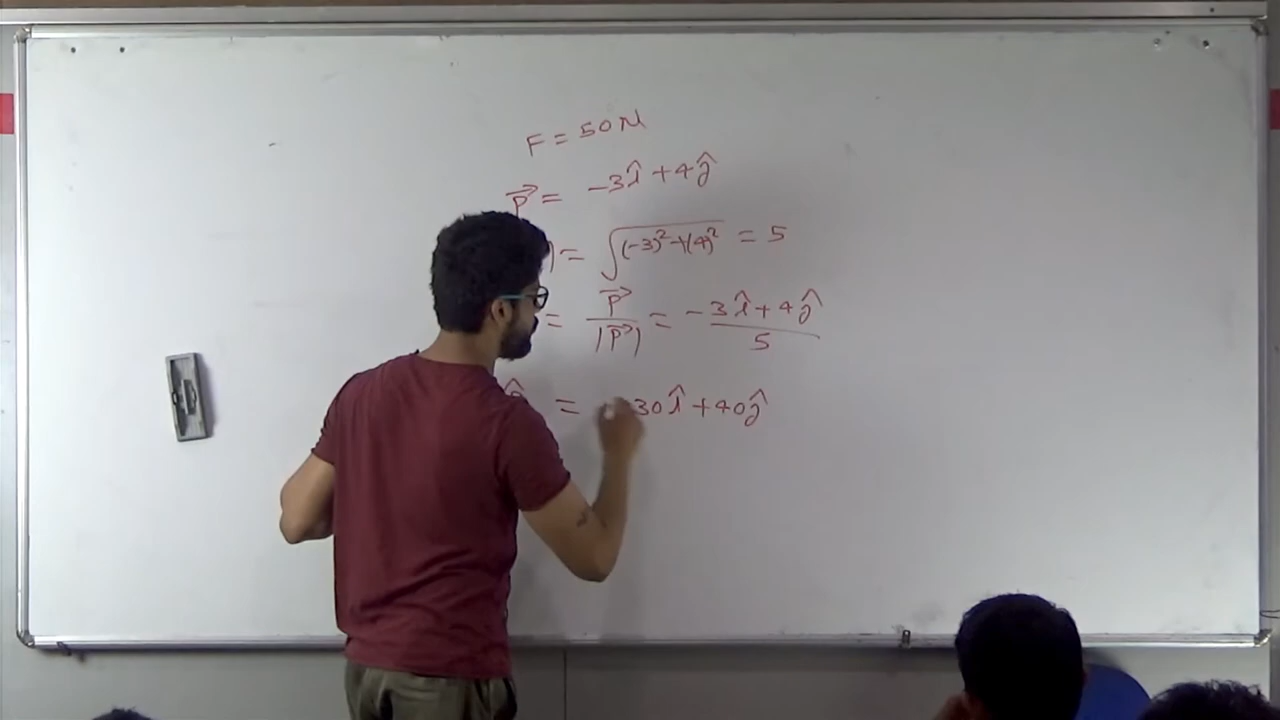 F = 50N
p⃗ = -3î + 4ĵ
| = √(-3)² + (4)² = 5
= p⃗/|p⃗| = -3î + 4ĵ/5
= -30î + 40ĵ